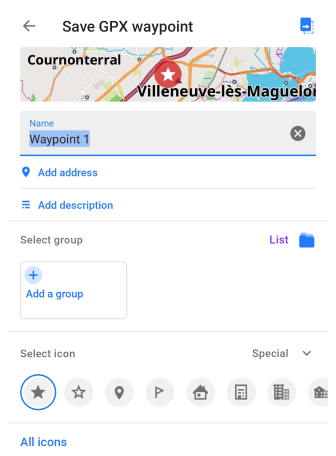 Save GPX waypoint
Cournonterral
Villeneuve-lès-Maguelon
Name
Waypoint 1
Add address
Add description
Select group
List
Add a group
Select icon
Special
All icons